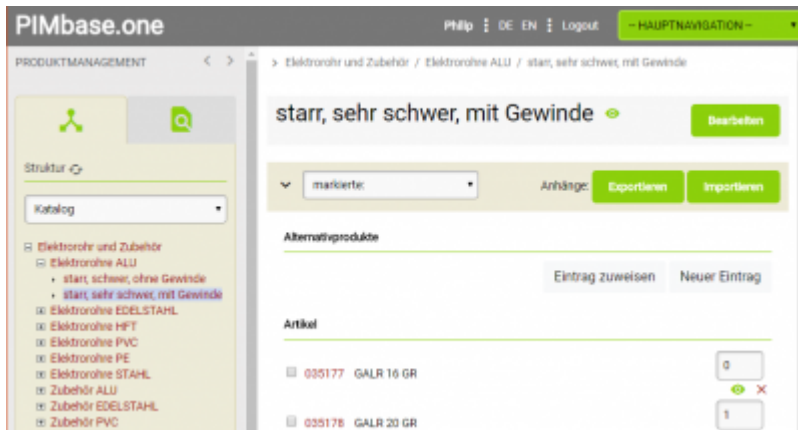 PIMbase.one
Philip DE EN Logout
--HAUPTNAVIGATION--
PRODUKTMANAGEMENT
> Elektrorohr und Zubehör / Elektrorohre ALU / starr, sehr schwer, mit Gewinde
starr, sehr schwer, mit Gewinde
Bearbeiten
Struktur
Katalog
markierte:
Anhänge:
Exportieren
Importieren
Elektrorohr und Zubehör
Elektrorohre ALU
starr, schwer, ohne Gewinde
starr, sehr schwer, mit Gewinde
Elektrorohre EDELSTAHL
Elektrorohre HFT
Elektrorohre PVC
Elektrorohre PE
Elektrorohre STAHL
Zubehör ALU
Zubehör EDELSTAHL
Zubehör PVC
Alternativprodukte
Eintrag zuweisen
Neuer Eintrag
Artikel
035177 GALR 16 GR
0
035178 GALR 20 GR
1